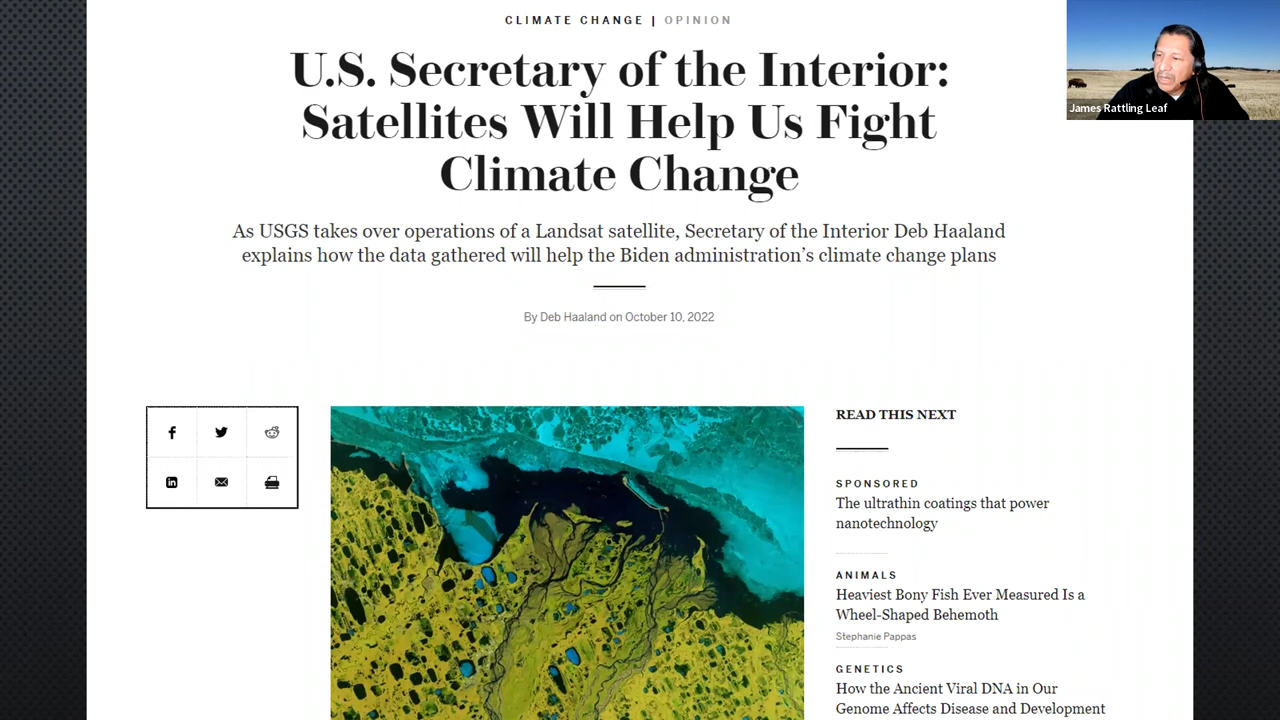 CLIMATE CHANGE | OPINION
U.S. Secretary of the Interior:
Satellites Will Help Us Fight
Climate Change
As USGS takes over operations of a Landsat satellite, Secretary of the Interior Deb Haaland
explains how the data gathered will help the Biden administration’s climate change plans
By Deb Haaland on October 10, 2022
James Rattling Leaf
READ THIS NEXT
SPONSORED
The ultrathin coatings that power
nanotechnology
ANIMALS
Heaviest Bony Fish Ever Measured Is a
Wheel-Shaped Behemoth
Stephanie Pappas
GENETICS
How the Ancient Viral DNA in Our
Genome Affects Disease and Development